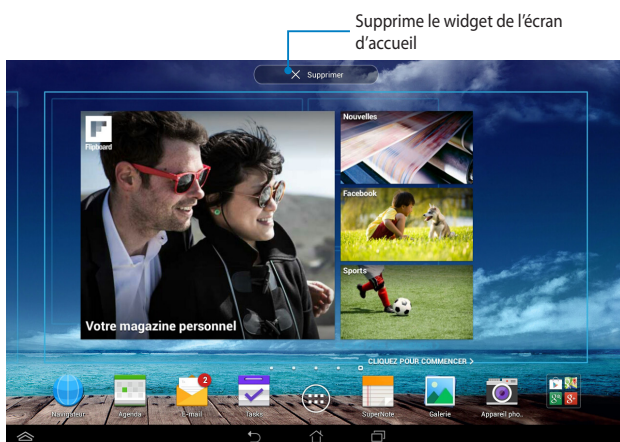 Supprime le widget de l'écran
d'accueil
Supprimer
Flipboard
Nouvelles
Facebook
Sports
Votre magazine personnel
CLIQUEZ POUR COMMENCER >
2
Navigateur
Agenda
E-mail
Tasks
SuperNote
Galerie
Appareil pho..